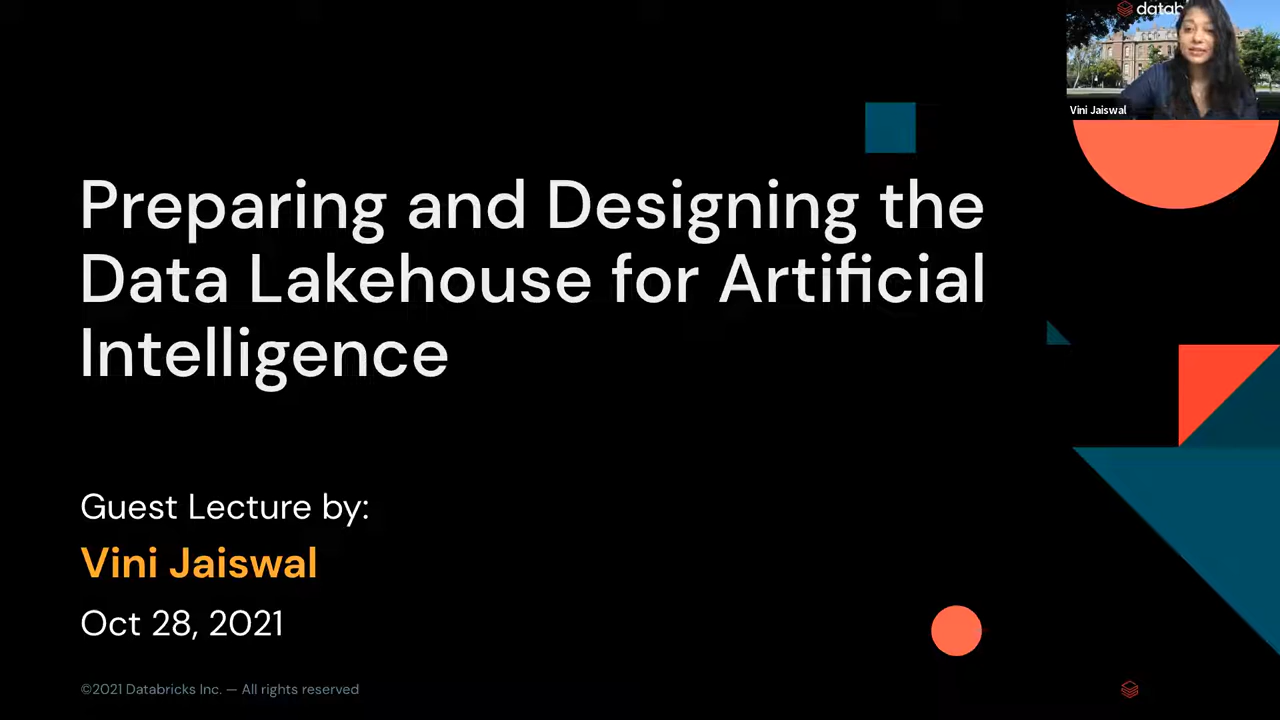 Preparing and Designing the
Data Lakehouse for Artificial
Intelligence
Guest Lecture by:
Vini Jaiswal
Oct 28, 2021
©2021 Databricks Inc. — All rights reserved
Vini Jaiswal